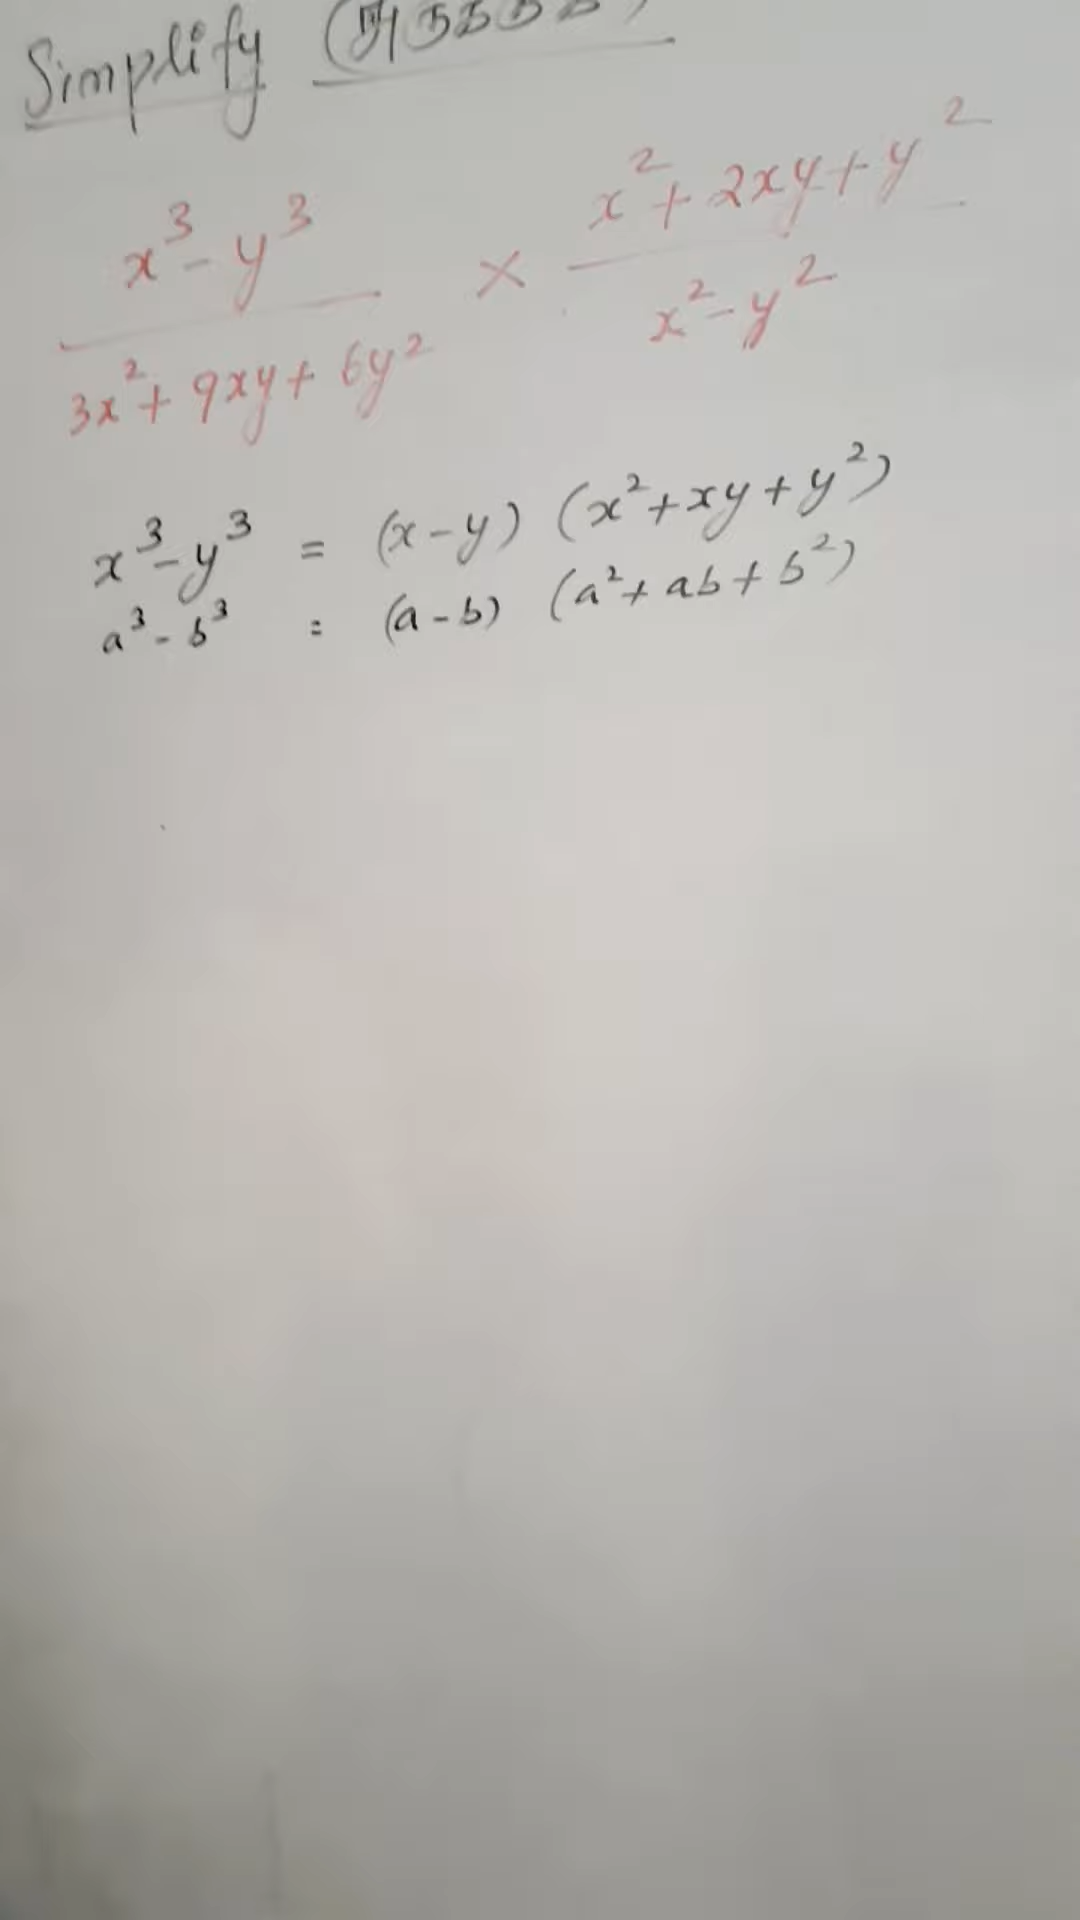 Simplify
x³-y³ / 3x²+9xy+6y² × x²+2xy+y² / x²-y²
x³-y³ = (x-y) (x²+xy+y²)
a³-b³ = (a-b) (a²+ab+b²)